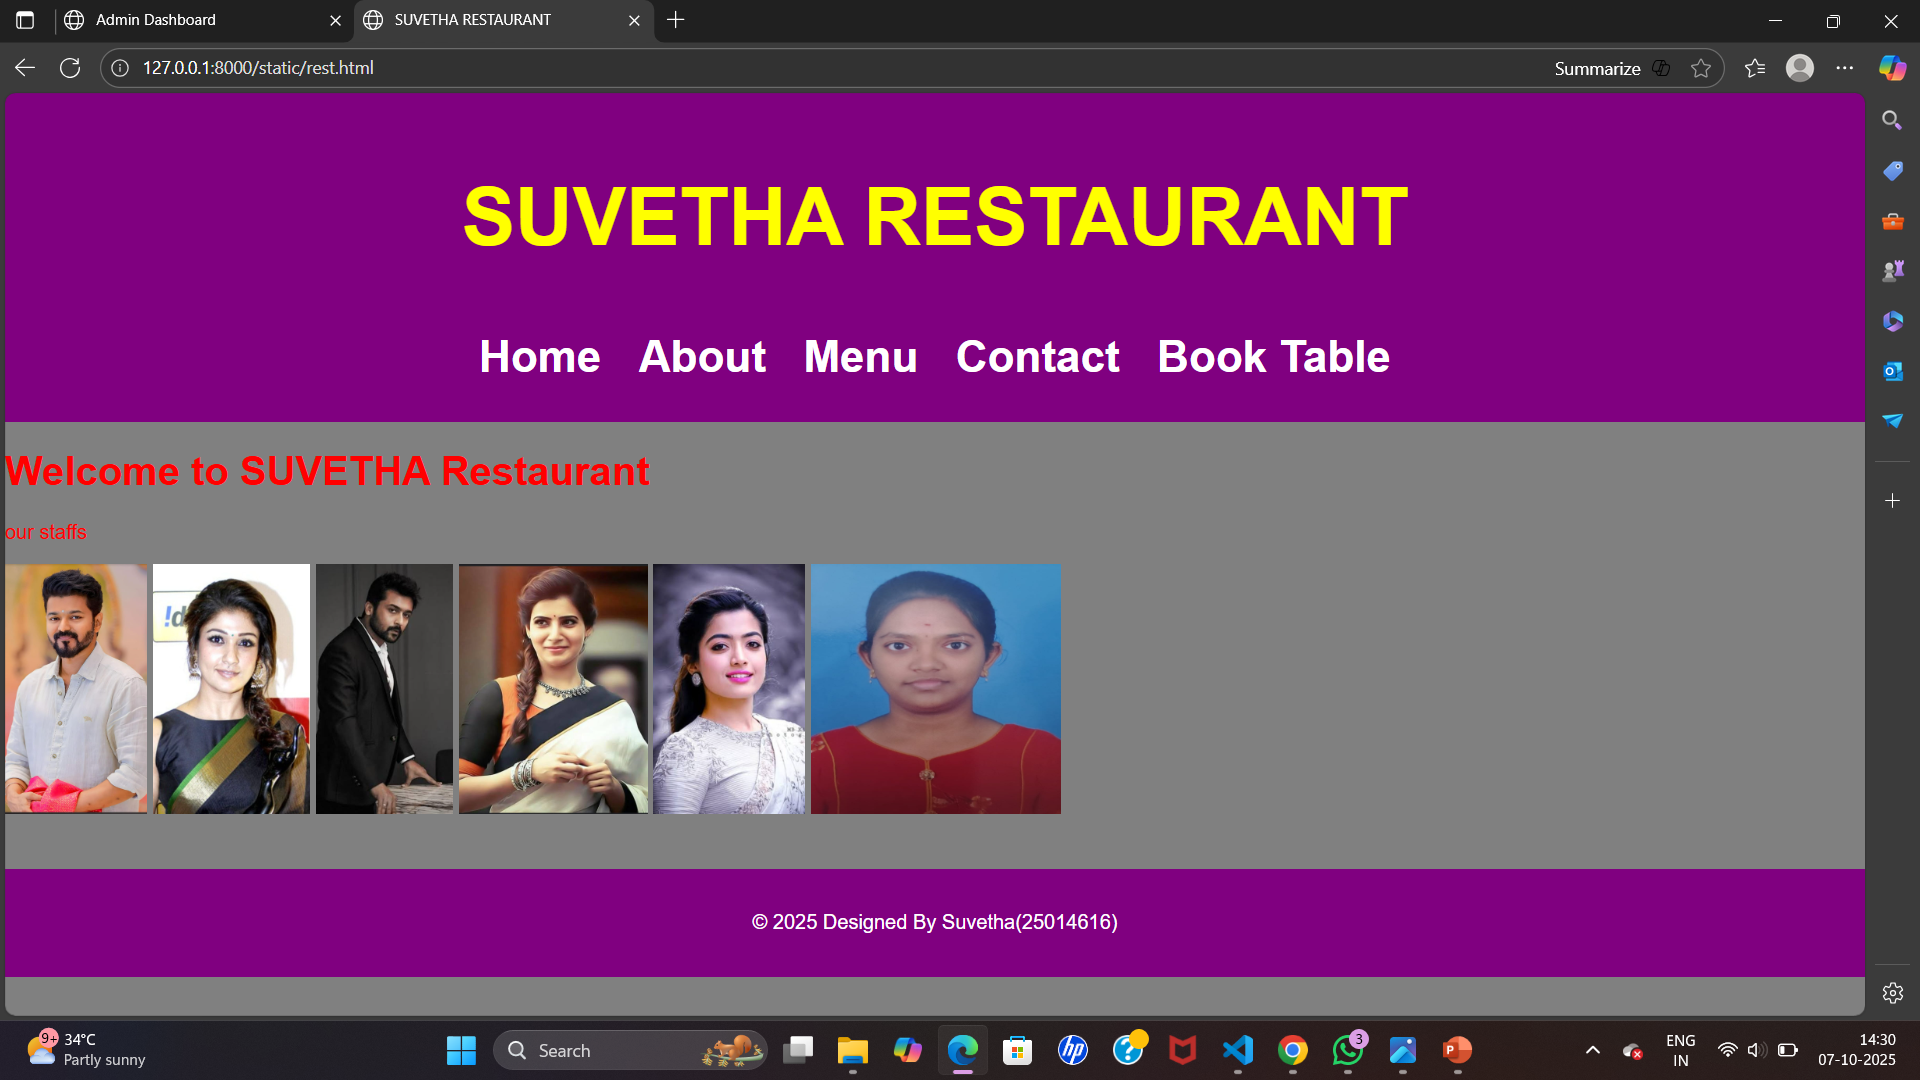 Admin Dashboard
SUVETHA RESTAURANT
127.0.0.1:8000/static/rest.html
Summarize
SUVETHA RESTAURANT
Home About Menu Contact Book Table
Welcome to SUVETHA Restaurant
our staffs
!d
© 2025 Designed By Suvetha(25014616)
9+
34°C
Partly sunny
Search
hp
3
P
ENG
IN
14:30
07-10-2025